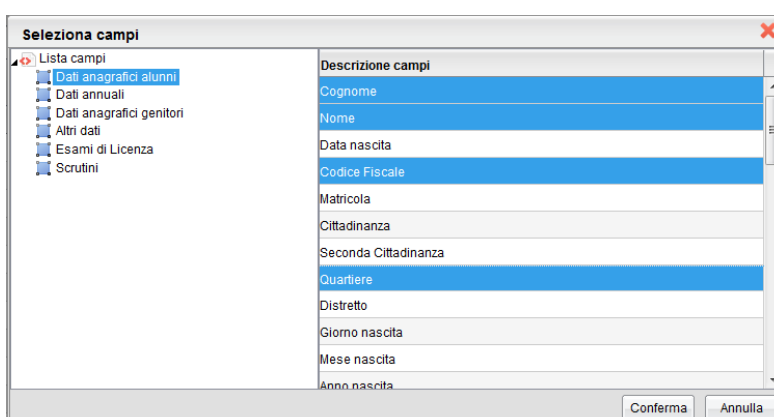 Seleziona campi
Lista campi
Dati anagrafici alunni
Dati annuali
Dati anagrafici genitori
Altri dati
Esami di Licenza
Scrutini
Descrizione campi
Cognome
Nome
Data nascita
Codice Fiscale
Matricola
Cittadinanza
Seconda Cittadinanza
Quartiere
Distretto
Giorno nascita
Mese nascita
Anno nascita
Conferma
Annulla